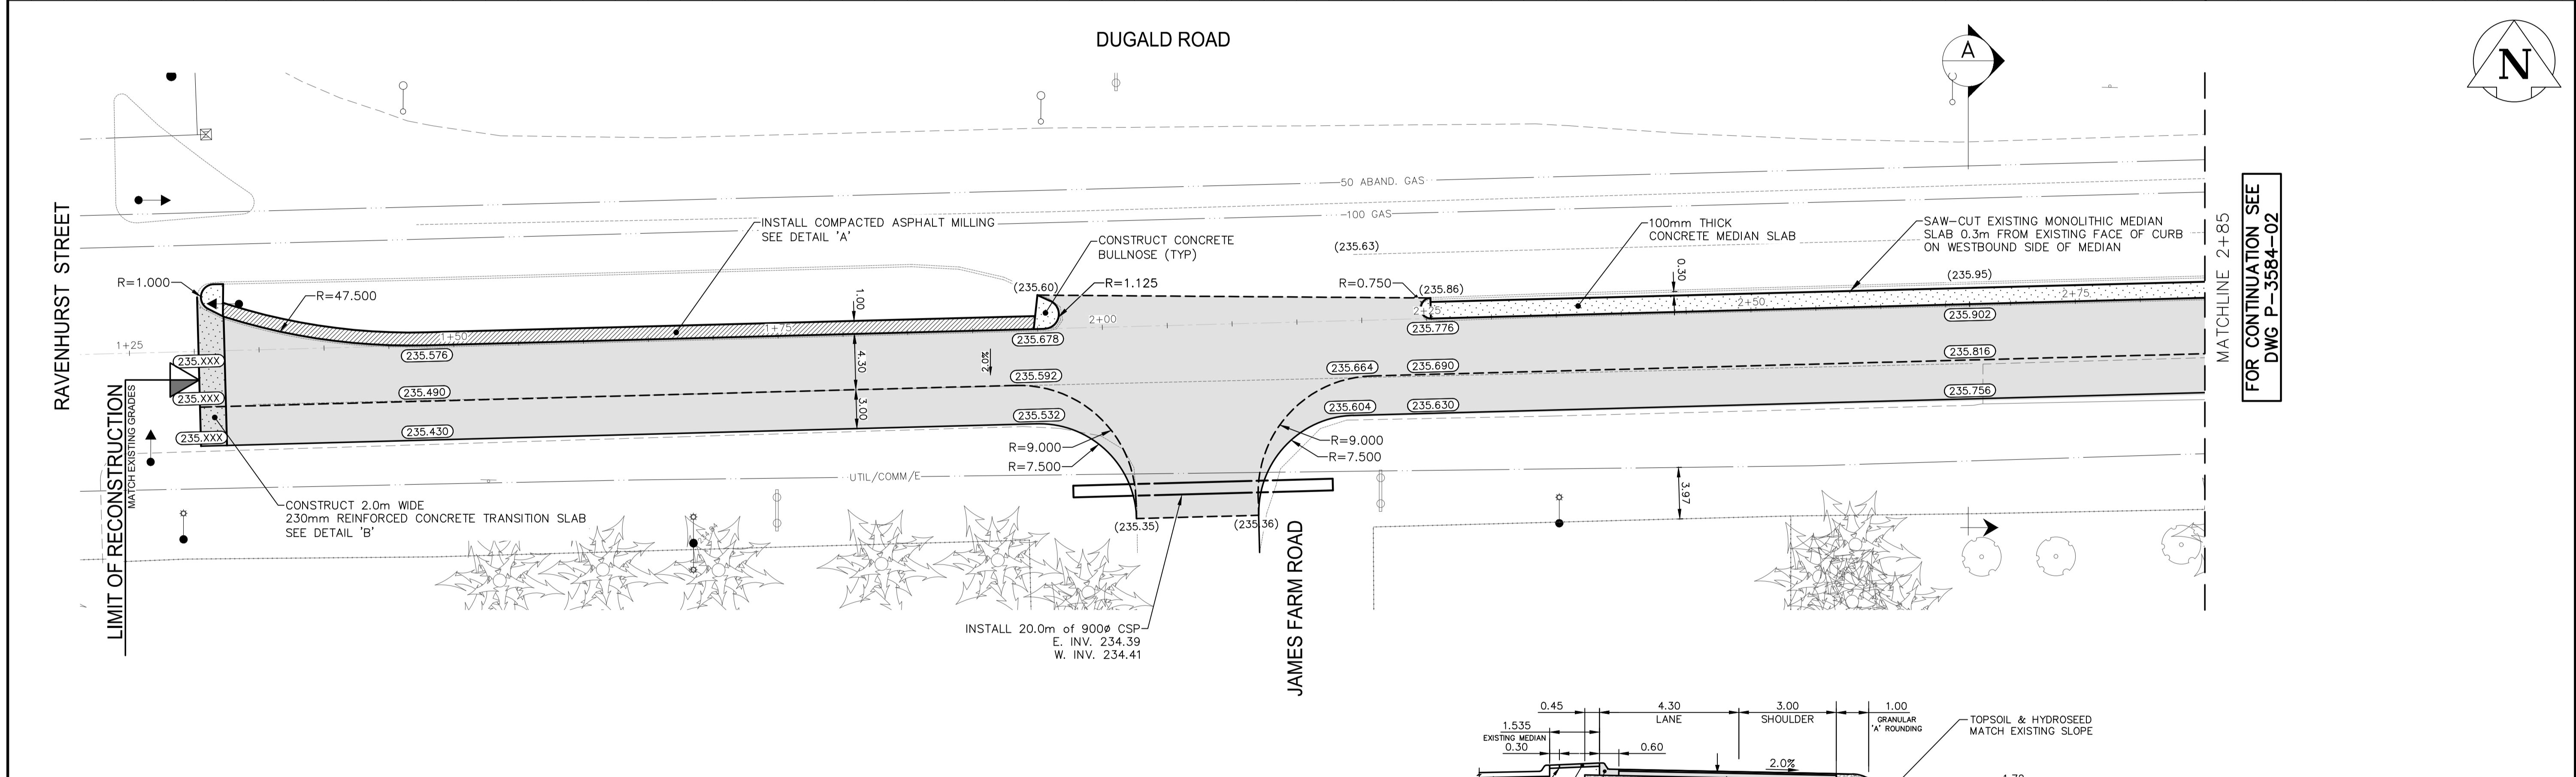 DUGALD ROAD
A
N
50 ABAND. GAS
100 GAS
RAVENHURST STREET
INSTALL COMPACTED ASPHALT MILLING
SEE DETAIL 'A'
CONSTRUCT CONCRETE
BULLNOSE (TYP)
(235.63)
100mm THICK
CONCRETE MEDIAN SLAB
SAW-CUT EXISTING MONOLITHIC MEDIAN
SLAB 0.3m FROM EXISTING FACE OF CURB
ON WESTBOUND SIDE OF MEDIAN
MATCHLINE 2+85
FOR CONTINUATION SEE
DWG P-3584-02
R=1.000
R=47.500
1.00
(235.60)
R=1.125
R=0.750
(235.86)
0.30
(235.95)
1+25
1+50
1+75
2+00
2+25
2+50
2+75
235.XXX
235.576
235.678
235.776
235.902
4.30
2.0%
235.XXX
235.490
235.592
235.664
235.690
235.816
3.00
235.XXX
235.430
235.532
235.604
235.630
235.756
LIMIT OF RECONSTRUCTION
MATCH EXISTING GRADES
R=9.000
R=7.500
R=9.000
R=7.500
UTIL/COMM/E
3.97
CONSTRUCT 2.0m WIDE
230mm REINFORCED CONCRETE TRANSITION SLAB
SEE DETAIL 'B'
(235.35)
(235.36)
JAMES FARM ROAD
INSTALL 20.0m of 900ø CSP
E. INV. 234.39
W. INV. 234.41
0.45
4.30
LANE
3.00
SHOULDER
1.00
GRANULAR
'A' ROUNDING
TOPSOIL & HYDROSEED
MATCH EXISTING SLOPE
1.535
EXISTING MEDIAN
0.30
0.60
2.0%